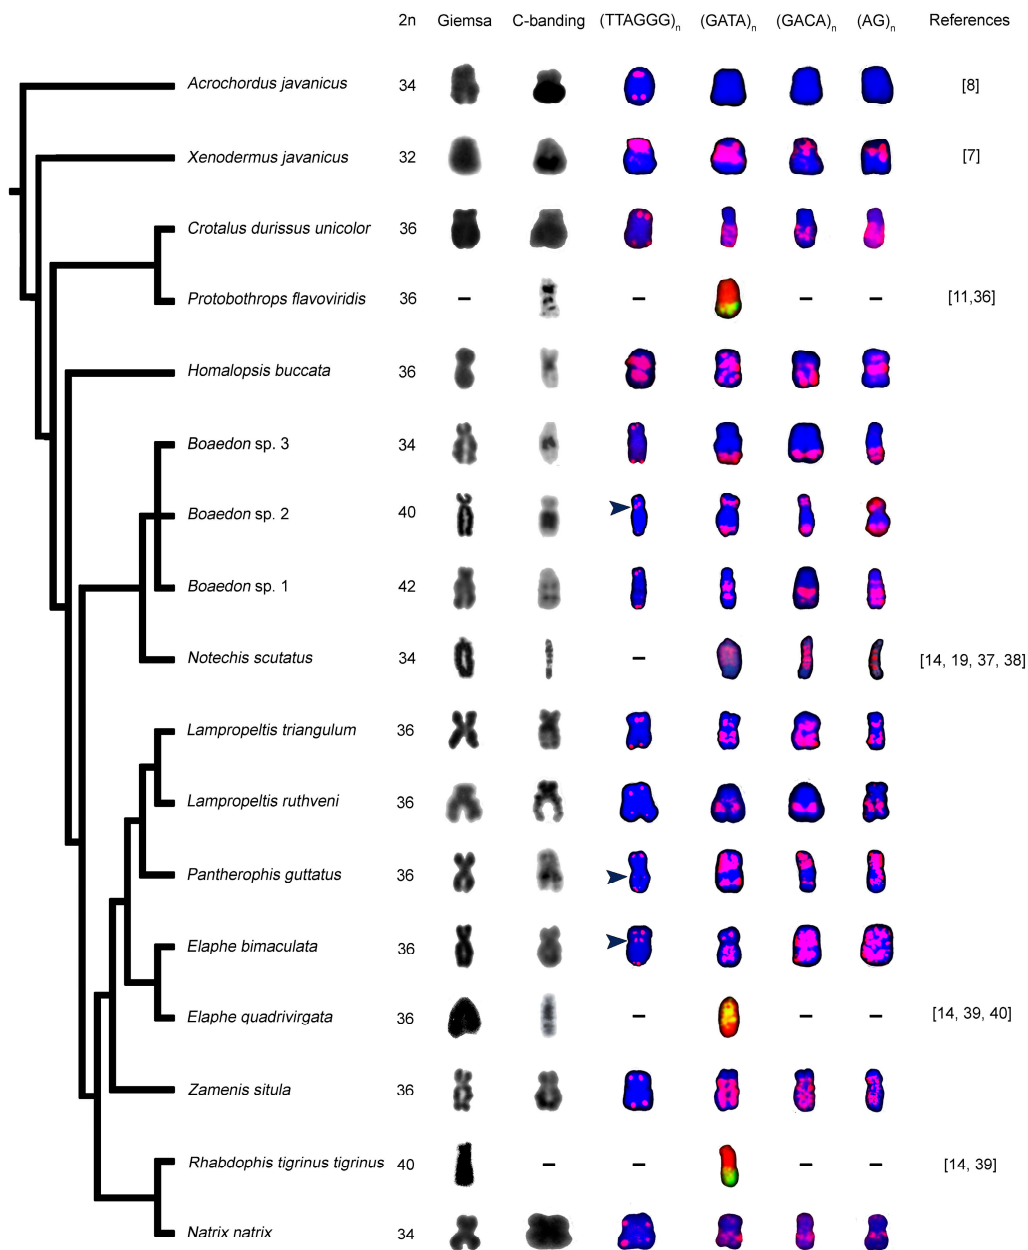 2n Giemsa C-banding (TTAGGG)n (GATA)n (GACA)n (AG)n References
Acrochordus javanicus 34 [8]
Xenodermus javanicus 32 [7]
Crotalus durissus unicolor 36
Protobothrops flavoviridis 36 – – – – [11,36]
Homalopsis buccata 36
Boaedon sp. 3 34
Boaedon sp. 2 40
Boaedon sp. 1 42
Notechis scutatus 34 – [14, 19, 37, 38]
Lampropeltis triangulum 36
Lampropeltis ruthveni 36
Pantherophis guttatus 36
Elaphe bimaculata 36
Elaphe quadrivirgata 36 – – – [14, 39, 40]
Zamenis situla 36
Rhabdophis tigrinus tigrinus 40 – – – – [14, 39]
Natrix natrix 34